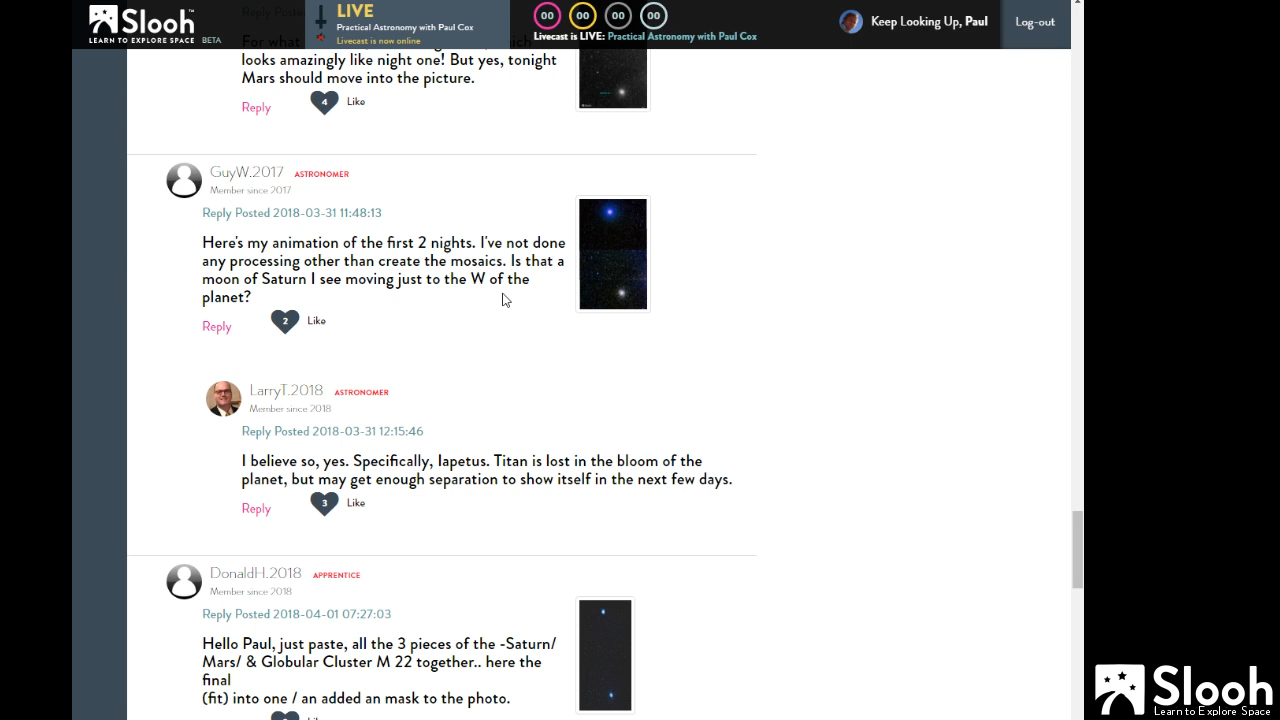 Slooh™
LEARN TO EXPLORE SPACE BETA
LIVE
Practical Astronomy with Paul Cox
Livecast is now online
00 00 00 00
Livecast is LIVE: Practical Astronomy with Paul Cox
Keep Looking Up, Paul
Log-out
Reply
For what
looks amazingly like night one! But yes, tonight
Mars should move into the picture.
Reply 4 Like
GuyW.2017 ASTRONOMER
Member since 2017
Reply Posted 2018-03-31 11:48:13
Here's my animation of the first 2 nights. I've not done
any processing other than create the mosaics. Is that a
moon of Saturn I see moving just to the W of the
planet?
Reply 2 Like
LarryT.2018 ASTRONOMER
Member since 2018
Reply Posted 2018-03-31 12:15:46
I believe so, yes. Specifically, Iapetus. Titan is lost in the bloom of the
planet, but may get enough separation to show itself in the next few days.
Reply 3 Like
DonaldH.2018 APPRENTICE
Member since 2018
Reply Posted 2018-04-01 07:27:03
Hello Paul, just paste, all the 3 pieces of the -Saturn/
Mars/ & Globular Cluster M 22 together.. here the
final
(fit) into one / an added an mask to the photo.
Slooh
Learn to Explore Space